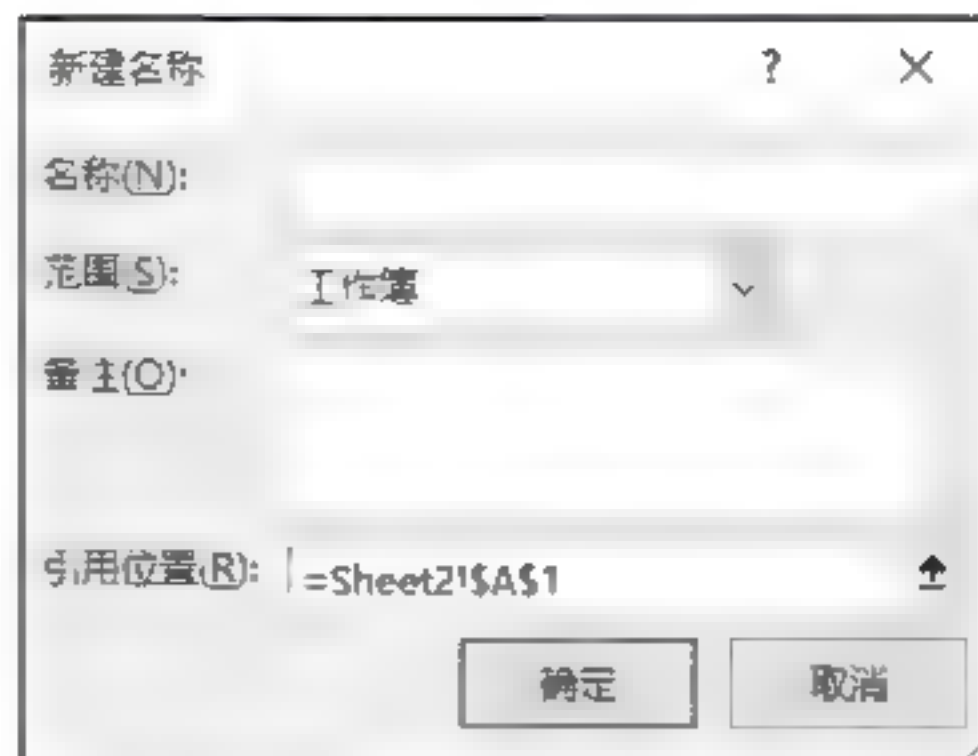 新建名称 ? ×
名称(N):
范围(S): 工作簿
备注(O):
引用位置(R): =Sheet2!$A$1
确定 取消